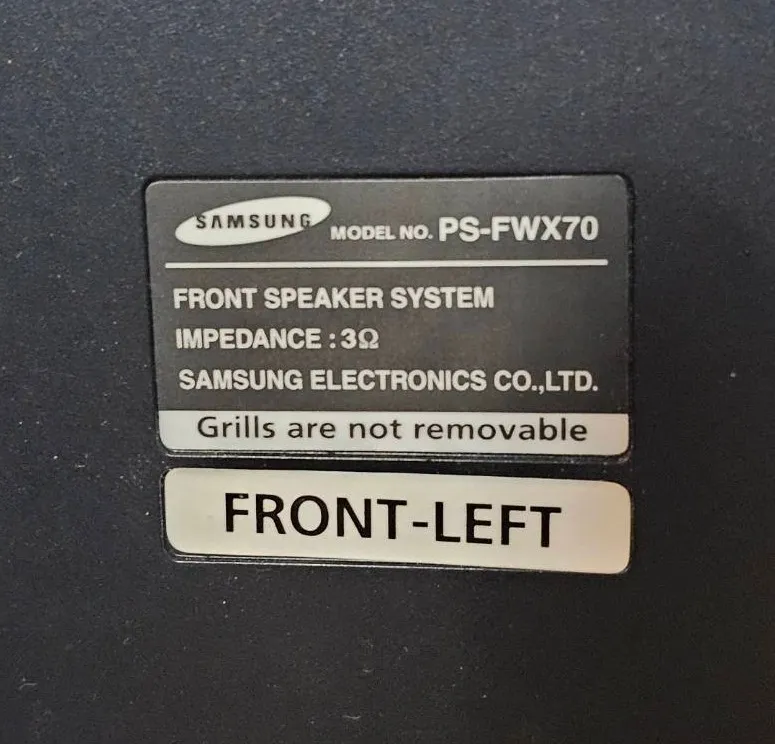 SAMSUNG MODEL NO. PS-FWX70
FRONT SPEAKER SYSTEM
IMPEDANCE : 3Ω
SAMSUNG ELECTRONICS CO.,LTD.
Grills are not removable
FRONT-LEFT